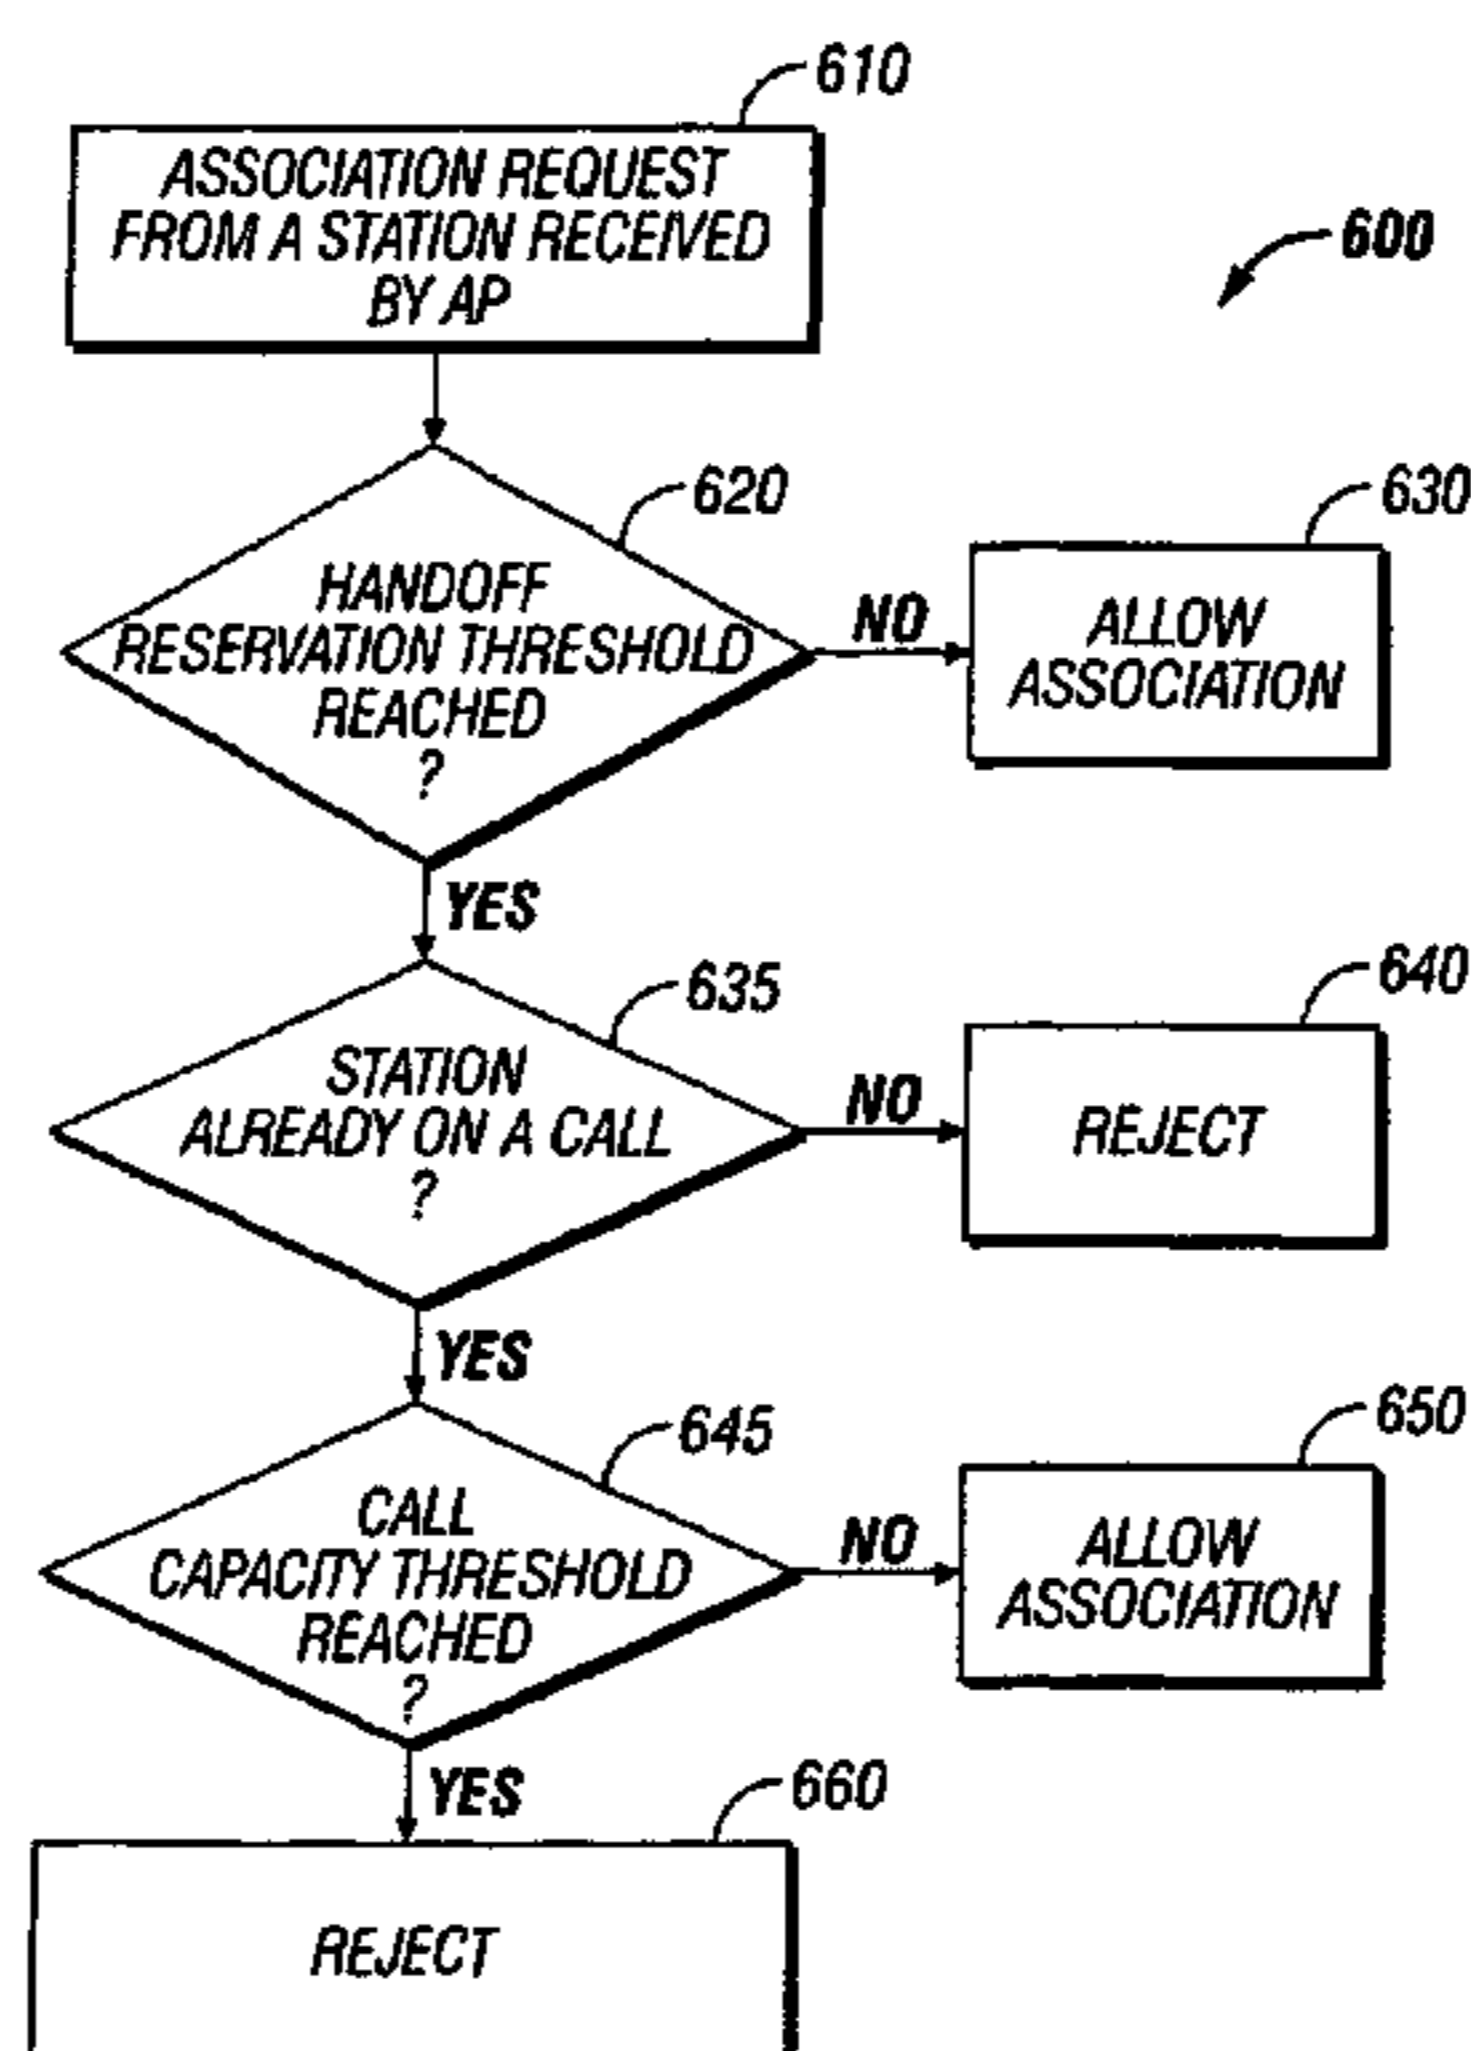 610
ASSOCIATION REQUEST
FROM A STATION RECEIVED
BY AP
600
620
630
HANDOFF
RESERVATION THRESHOLD
REACHED
?
NO
ALLOW
ASSOCIATION
YES
635
640
STATION
ALREADY ON A CALL
?
NO
REJECT
YES
645
650
CALL
CAPACITY THRESHOLD
REACHED
?
NO
ALLOW
ASSOCIATION
YES
660
REJECT